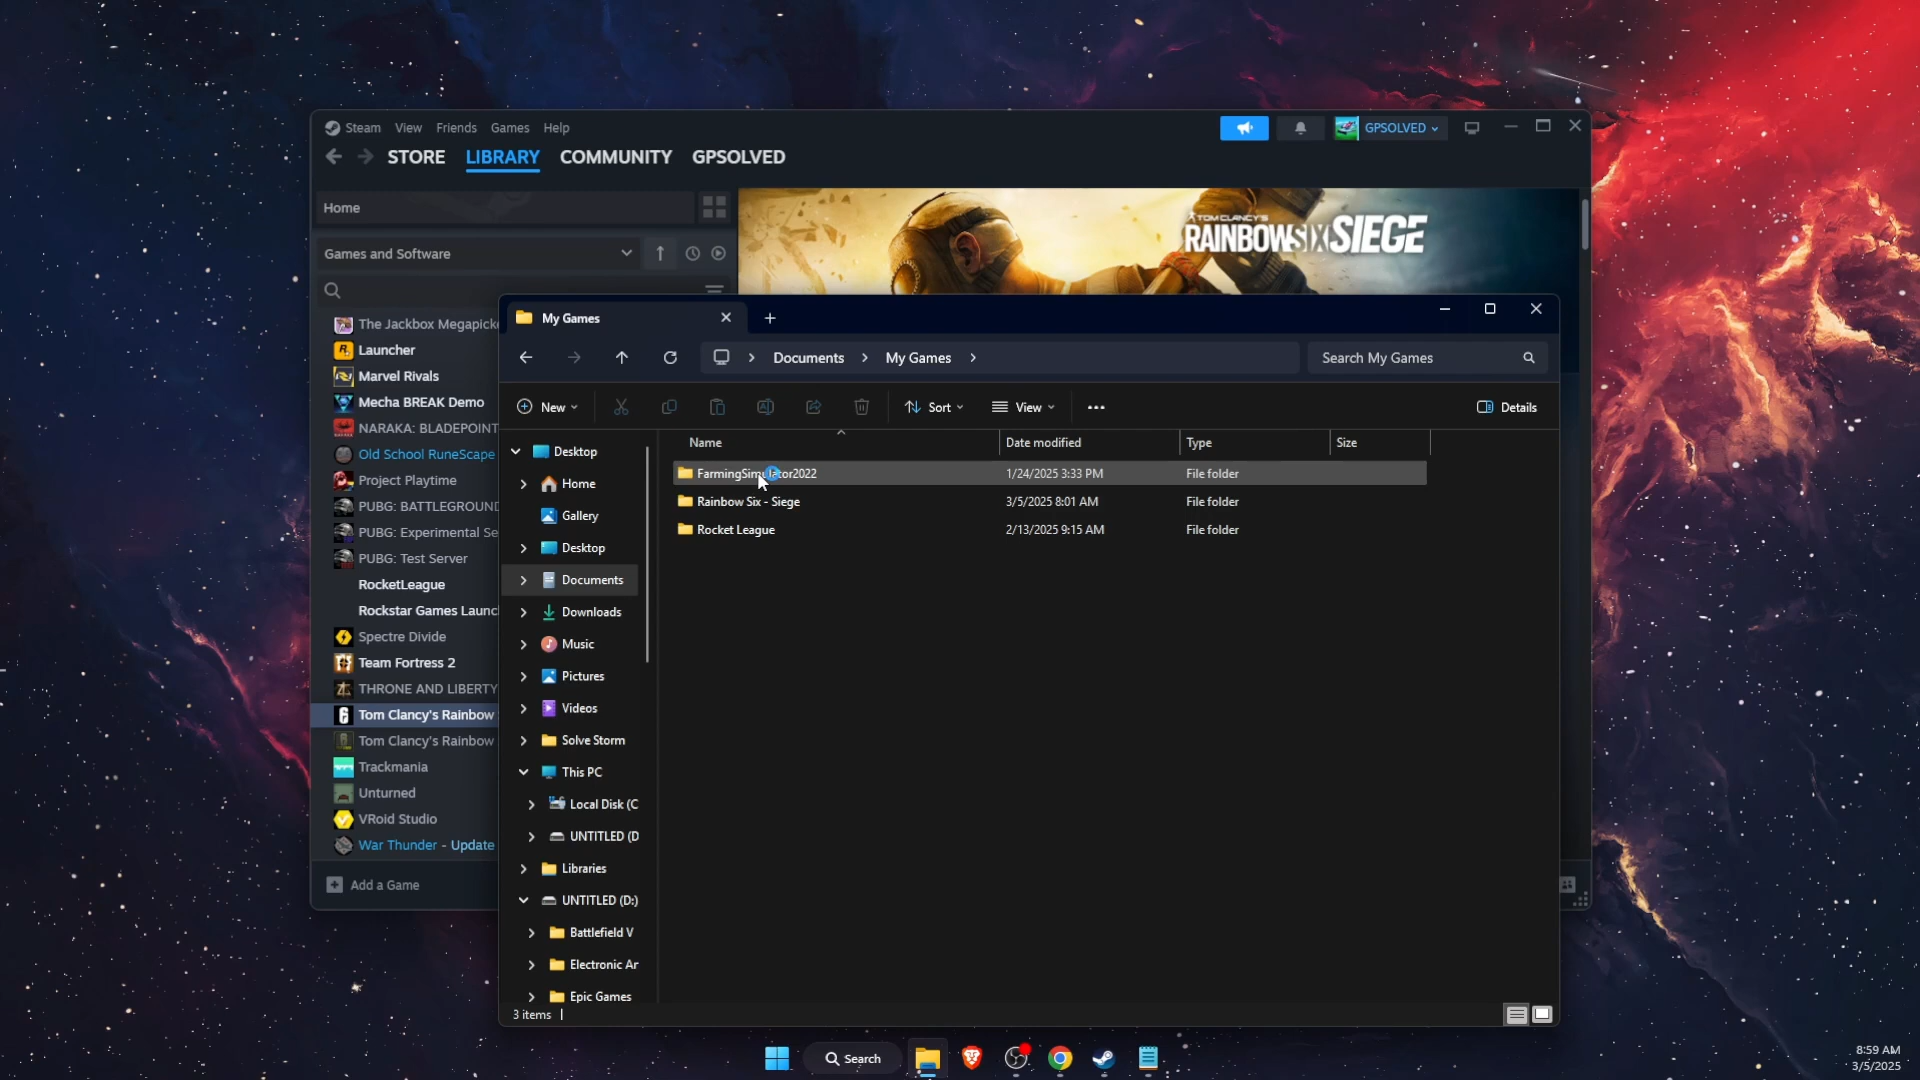 Steam View Friends Games Help
GPSOLVED
STORE LIBRARY COMMUNITY GPSOLVED
Home
Games and Software
TOM CLANCY'S
RAINBOWSIX SIEGE
The Jackbox Megapick
Launcher
Marvel Rivals
Mecha BREAK Demo
NARAKA: BLADEPOINT
Old School RuneScape
Project Playtime
PUBG: BATTLEGROUND
PUBG: Experimental Se
PUBG: Test Server
RocketLeague
Rockstar Games Launc
Spectre Divide
Team Fortress 2
THRONE AND LIBERTY
Tom Clancy's Rainbow
Tom Clancy's Rainbow
Trackmania
Unturned
VRoid Studio
War Thunder - Update
Add a Game
My Games
Documents My Games
Search My Games
New
Sort
View
Details
Name Date modified Type Size
FarmingSimulator2022 1/24/2025 3:33 PM File folder
Rainbow Six - Siege 3/5/2025 8:01 AM File folder
Rocket League 2/13/2025 9:15 AM File folder
Desktop
Home
Gallery
Desktop
Documents
Downloads
Music
Pictures
Videos
Solve Storm
This PC
Local Disk (C
UNTITLED (D
Libraries
UNTITLED (D:)
Battlefield V
Electronic Ar
Epic Games
3 items
Search
8:59 AM
3/5/2025